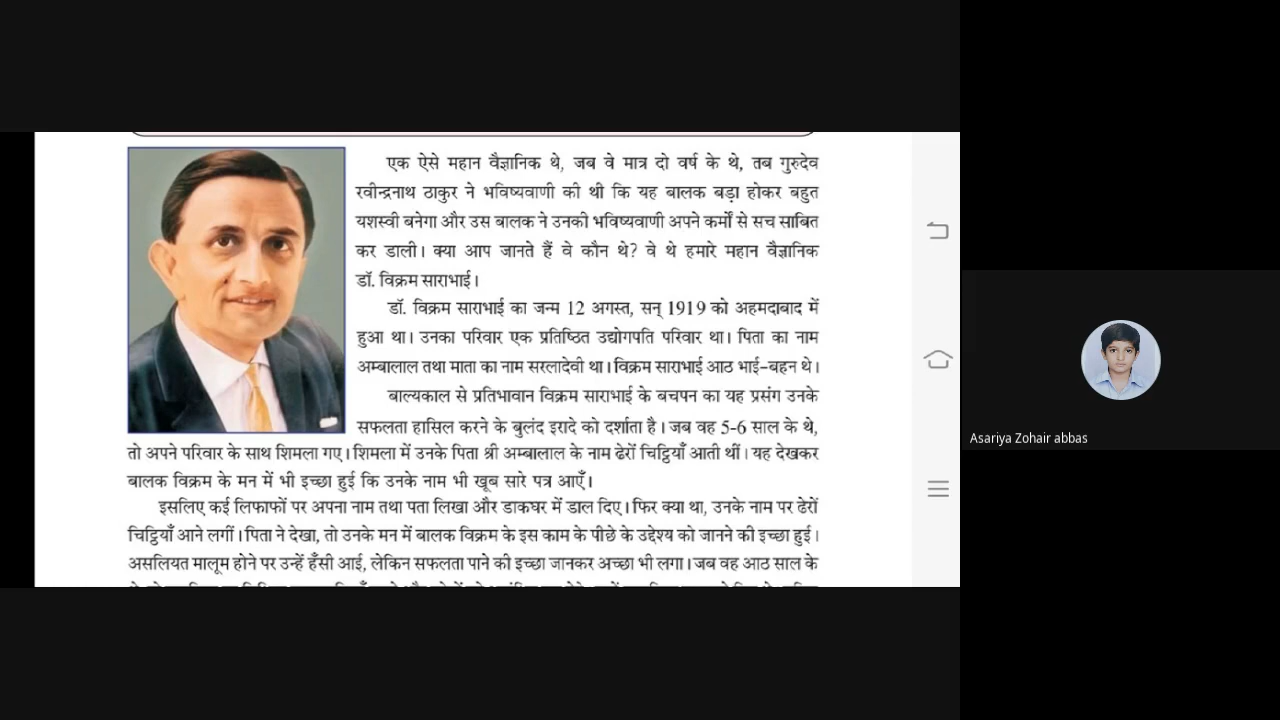 एक ऐसे महान वैज्ञानिक थे, जब वे मात्र दो वर्ष के थे, तब गुरुदेव
रवीन्द्रनाथ ठाकुर ने भविष्यवाणी की थी कि यह बालक बड़ा होकर बहुत
यशस्वी बनेगा और उस बालक ने उनकी भविष्यवाणी अपने कर्मों से सच साबित
कर डाली। क्या आप जानते हैं वे कौन थे? वे थे हमारे महान वैज्ञानिक
डॉ. विक्रम साराभाई।
डॉ. विक्रम साराभाई का जन्म 12 अगस्त, सन् 1919 को अहमदाबाद में
हुआ था। उनका परिवार एक प्रतिष्ठित उद्योगपति परिवार था। पिता का नाम
अम्बालाल तथा माता का नाम सरलादेवी था। विक्रम साराभाई आठ भाई-बहन थे।
बाल्यकाल से प्रतिभावान विक्रम साराभाई के बचपन का यह प्रसंग उनके
सफलता हासिल करने के बुलंद इरादे को दर्शाता है। जब वह 5-6 साल के थे,
तो अपने परिवार के साथ शिमला गए। शिमला में उनके पिता श्री अम्बालाल के नाम ढेरों चिट्ठियाँ आती थीं। यह देखकर
बालक विक्रम के मन में भी इच्छा हुई कि उनके नाम भी खूब सारे पत्र आएँ।
इसलिए कई लिफाफों पर अपना नाम तथा पता लिखा और डाकघर में डाल दिए। फिर क्या था, उनके नाम पर ढेरों
चिट्ठियाँ आने लगीं। पिता ने देखा, तो उनके मन में बालक विक्रम के इस काम के पीछे के उद्देश्य को जानने की इच्छा हुई।
असलियत मालूम होने पर उन्हें हँसी आई, लेकिन सफलता पाने की इच्छा जानकर अच्छा भी लगा। जब वह आठ साल के
Asariya Zohair abbas